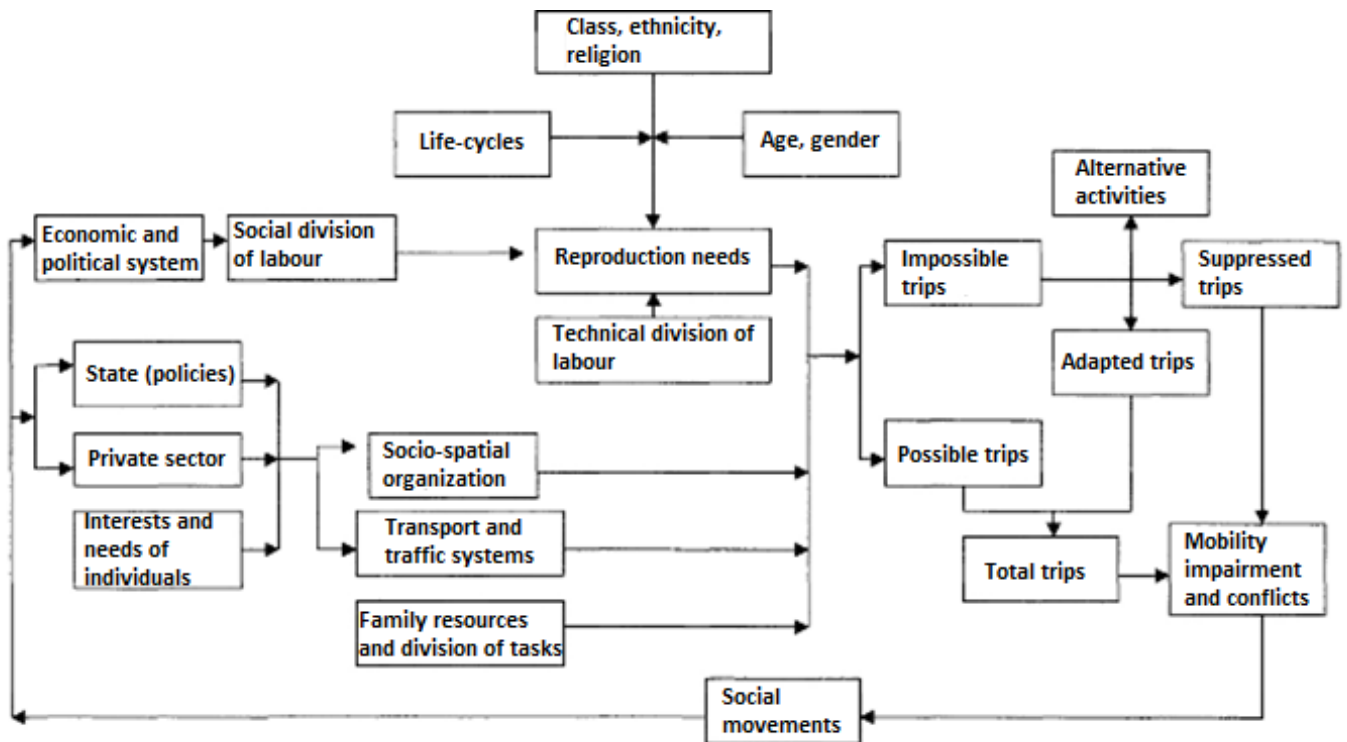 Class, ethnicity,
religion
Life-cycles
Age, gender
Alternative
activities
Economic and
political system
Social division
of labour
Reproduction needs
Impossible
trips
Suppressed
trips
Technical division of
labour
State (policies)
Adapted trips
Private sector
Socio-spatial
organization
Possible trips
Interests and
needs of
individuals
Transport and
traffic systems
Total trips
Mobility
impairment
and conflicts
Family resources
and division of tasks
Social
movements